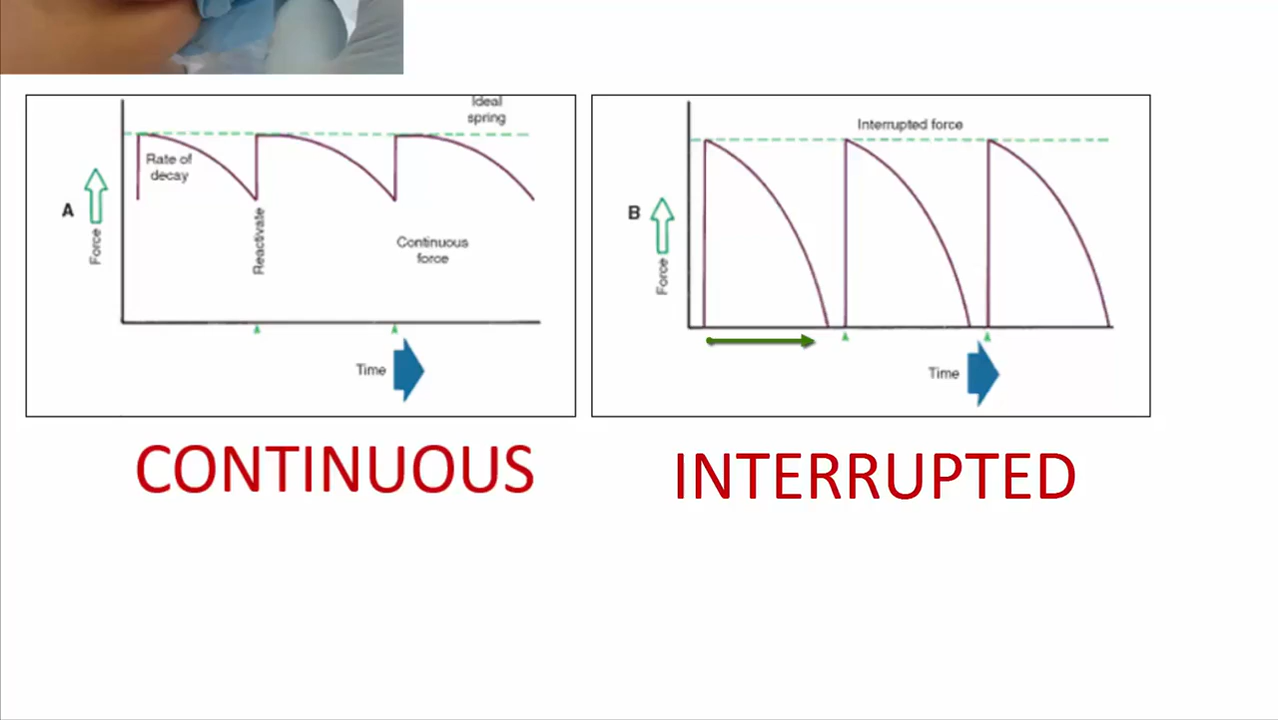 Ideal
spring
Rate of
decay
A
Force
Reactivate
Continuous
force
Time
CONTINUOUS
Interrupted force
B
Force
Time
INTERRUPTED